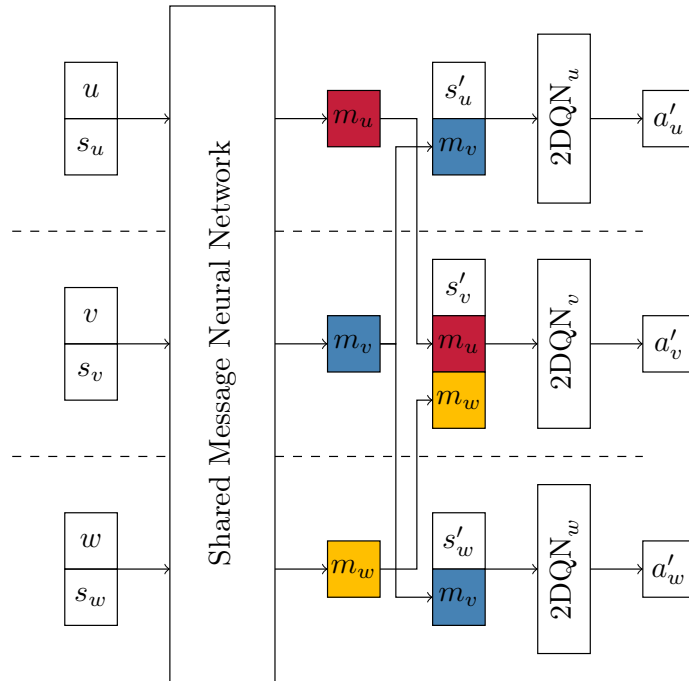 u
s_u
m_u
s'_u
m_v
2DQN_u
a'_u
Shared Message Neural Network
v
s_v
m_v
s'_v
m_u
m_w
2DQN_v
a'_v
w
s_w
m_w
s'_w
m_v
2DQN_w
a'_w